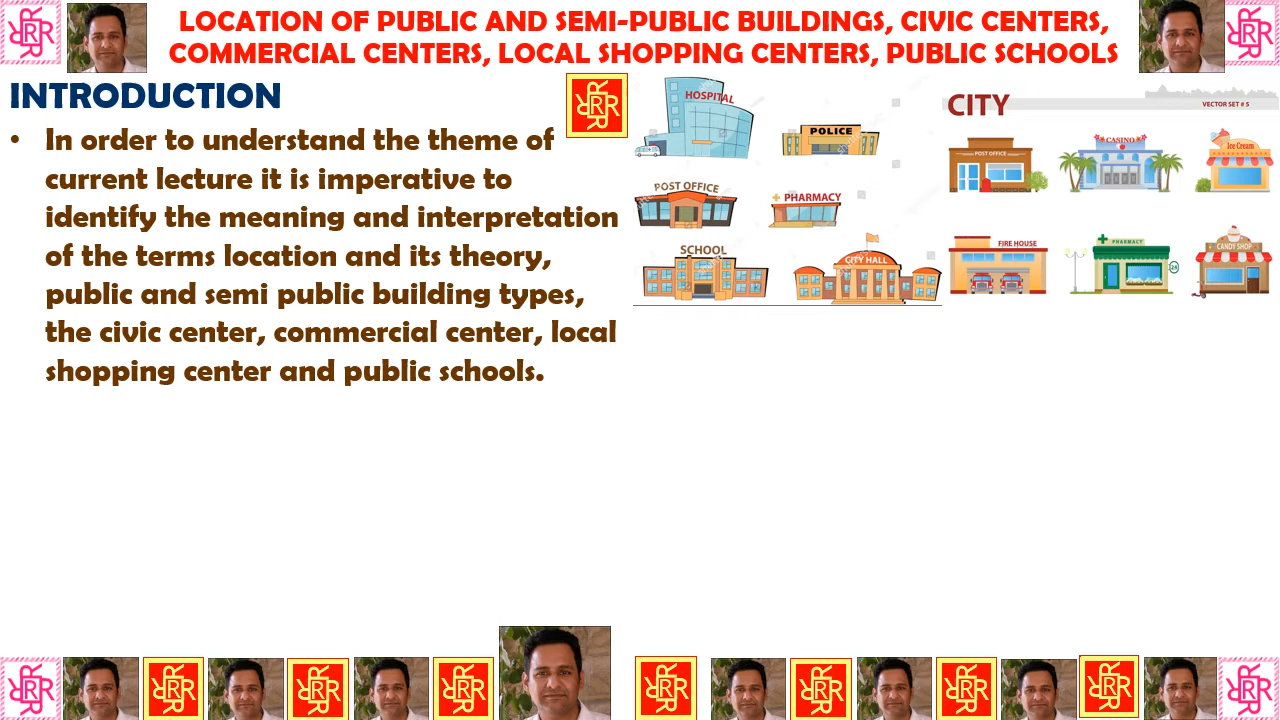 LOCATION OF PUBLIC AND SEMI-PUBLIC BUILDINGS, CIVIC CENTERS,
COMMERCIAL CENTERS, LOCAL SHOPPING CENTERS, PUBLIC SCHOOLS
INTRODUCTION
• In order to understand the theme of
current lecture it is imperative to
identify the meaning and interpretation
of the terms location and its theory,
public and semi public building types,
the civic center, commercial center, local
shopping center and public schools.
HOSPITAL
POLICE
POST OFFICE
PHARMACY
SCHOOL
CITY HALL
CITY
VECTOR SET # 5
POST OFFICE
CASINO
Ice Cream
FIRE HOUSE
PHARMACY
24
CANDY SHOP